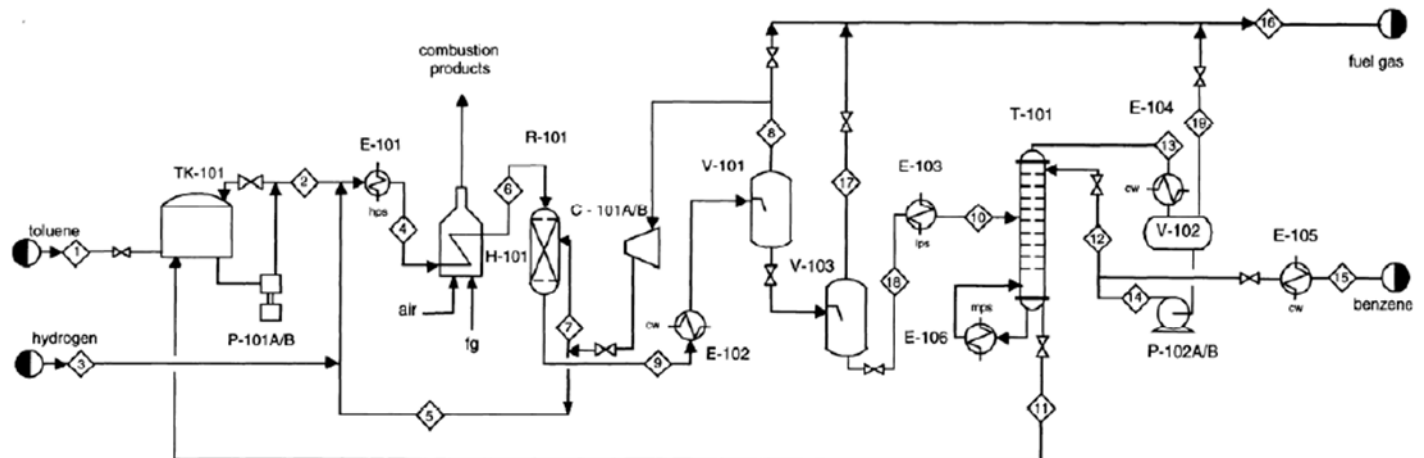 16
fuel gas
combustion
products
E-104
T-101
R-101
8
19
13
E-101
V-101
TK-101
2
6
E-103
17
C - 101A/B
cw
hps
4
10
V-102
toluene
H-101
lps
12
E-105
1
V-103
18
15
air
7
mps
14
benzene
hydrogen
fg
cw
E-106
cw
P-101A/B
E-102
P-102A/B
3
9
5
11